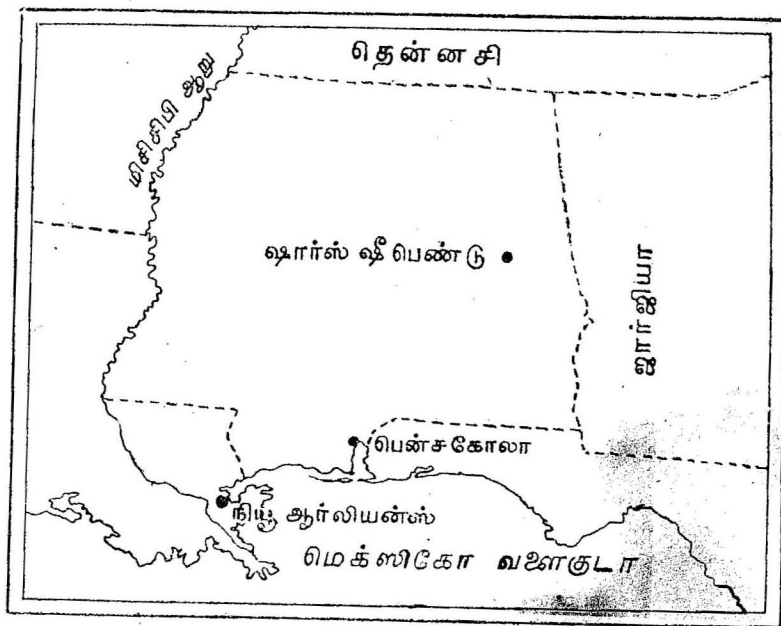 தென்னசி
மிசிசிபி ஆறு
ஷார்ஸ் ஷீ பெண்டு
ஜார்ஜியா
பென்சகோலா
நியூ ஆர்லியன்ஸ்
மெக்ஸிகோ வளைகுடா